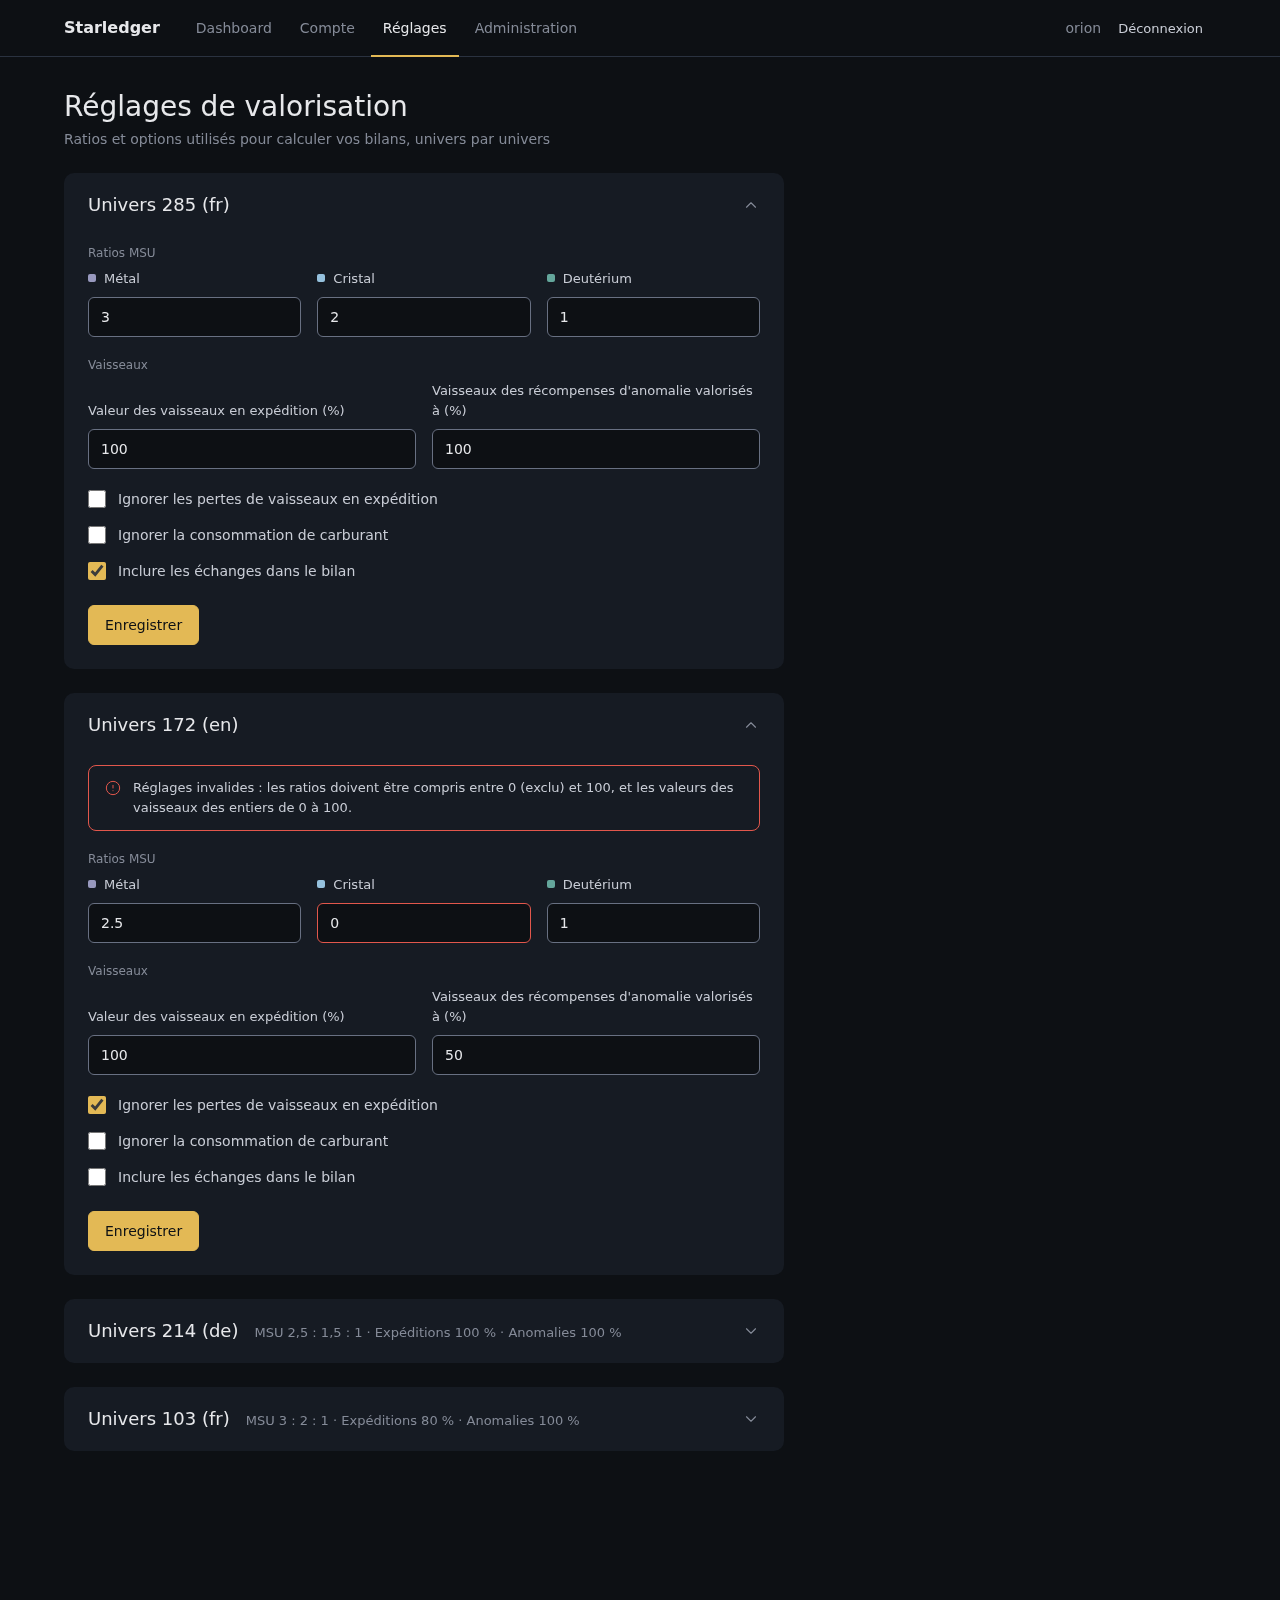 Starledger Dashboard Compte Réglages Administration orion Déconnexion
Réglages de valorisation
Ratios et options utilisés pour calculer vos bilans, univers par univers
Univers 285 (fr)
Ratios MSU
Métal Cristal Deutérium
3 2 1
Vaisseaux
Valeur des vaisseaux en expédition (%)
Vaisseaux des récompenses d'anomalie valorisés
à (%)
100 100
Ignorer les pertes de vaisseaux en expédition
Ignorer la consommation de carburant
Inclure les échanges dans le bilan
Enregistrer
Univers 172 (en)
Réglages invalides : les ratios doivent être compris entre 0 (exclu) et 100, et les valeurs des
vaisseaux des entiers de 0 à 100.
Ratios MSU
Métal Cristal Deutérium
2.5 0 1
Vaisseaux
Valeur des vaisseaux en expédition (%)
Vaisseaux des récompenses d'anomalie valorisés
à (%)
100 50
Ignorer les pertes de vaisseaux en expédition
Ignorer la consommation de carburant
Inclure les échanges dans le bilan
Enregistrer
Univers 214 (de) MSU 2,5 : 1,5 : 1 · Expéditions 100 % · Anomalies 100 %
Univers 103 (fr) MSU 3 : 2 : 1 · Expéditions 80 % · Anomalies 100 %